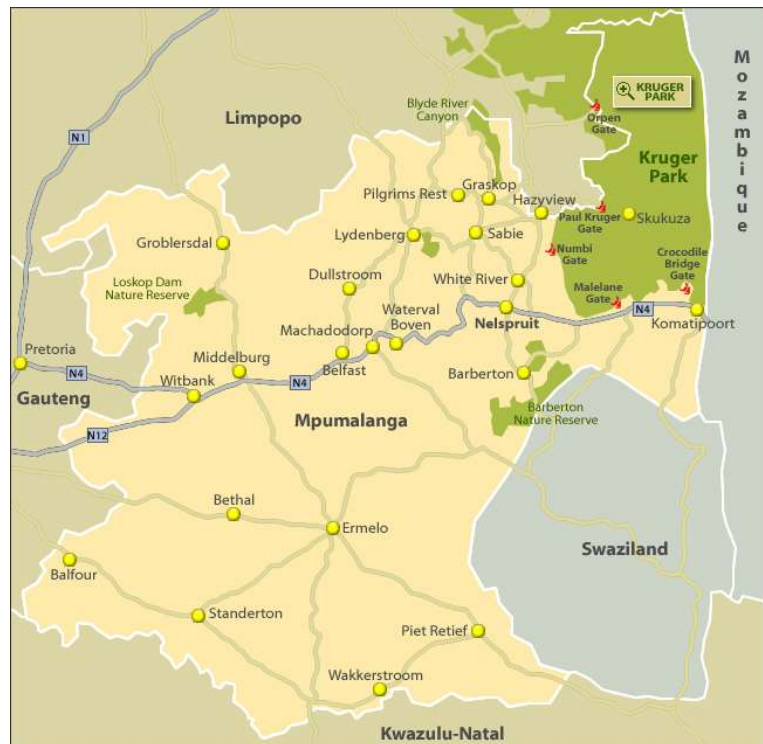 Mozambique
KRUGER
PARK
Orpen
Gate
Blyde River
Canyon
Limpopo
N1
Kruger
Park
Pilgrims Rest
Graskop
Hazyview
Paul Kruger
Gate
Skukuza
Groblersdal
Lydenberg
Sabie
Numbi
Gate
Crocodile
Bridge
Gate
Loskop Dam
Nature Reserve
Dullstroom
White River
Malelane
Gate
Waterval
Boven
Nelspruit
N4
Komatipoort
Machadodorp
Pretoria
N4
Middelburg
N4
Belfast
Witbank
Barberton
Gauteng
Mpumalanga
Barberton
Nature Reserve
N12
Bethal
Ermelo
Swaziland
Balfour
Standerton
Piet Retief
Wakkerstroom
Kwazulu-Natal